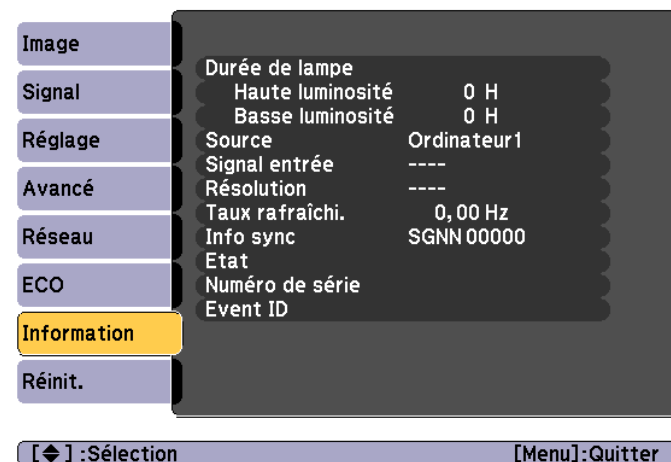 Image
Signal
Réglage
Avancé
Réseau
ECO
Information
Réinit.
Durée de lampe
Haute luminosité 0 H
Basse luminosité 0 H
Source Ordinateur1
Signal entrée ----
Résolution ----
Taux rafraîchi. 0,00 Hz
Info sync SGNN 00000
Etat
Numéro de série
Event ID
[◆] :Sélection [Menu]:Quitter